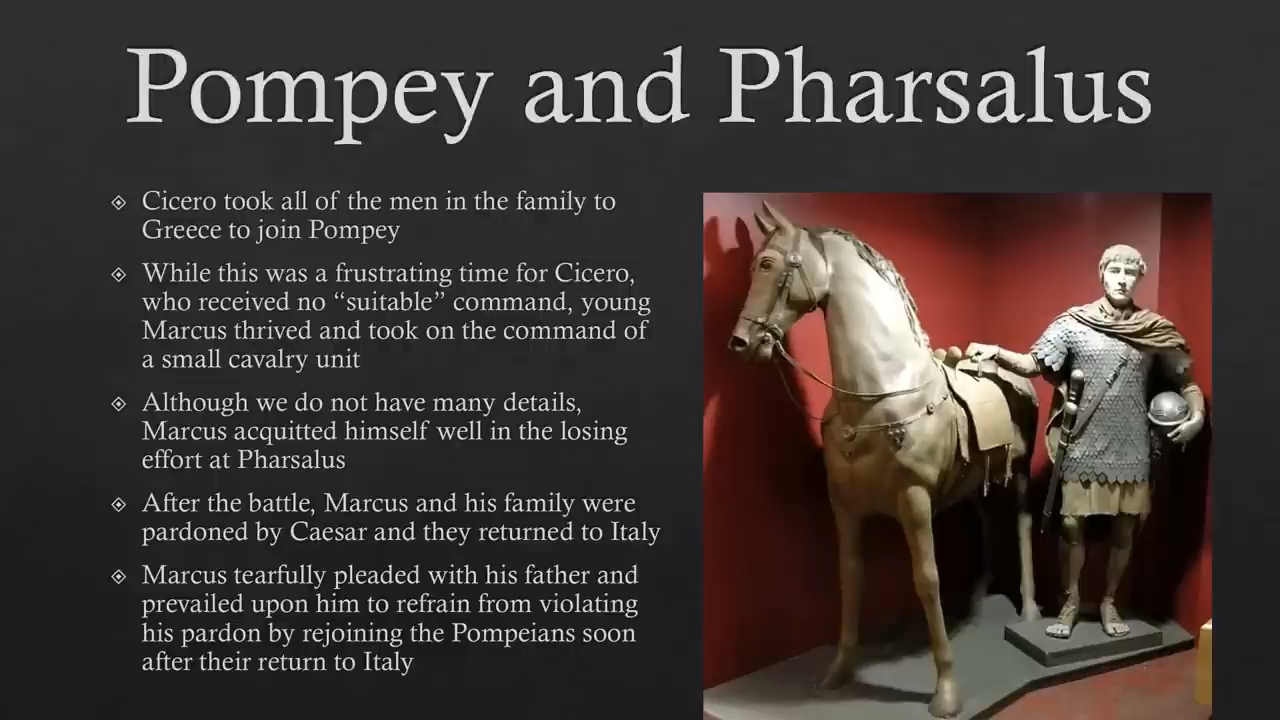 Pompey and Pharsalus
Cicero took all of the men in the family to
Greece to join Pompey
While this was a frustrating time for Cicero,
who received no “suitable” command, young
Marcus thrived and took on the command of
a small cavalry unit
Although we do not have many details,
Marcus acquitted himself well in the losing
effort at Pharsalus
After the battle, Marcus and his family were
pardoned by Caesar and they returned to Italy
Marcus tearfully pleaded with his father and
prevailed upon him to refrain from violating
his pardon by rejoining the Pompeians soon
after their return to Italy